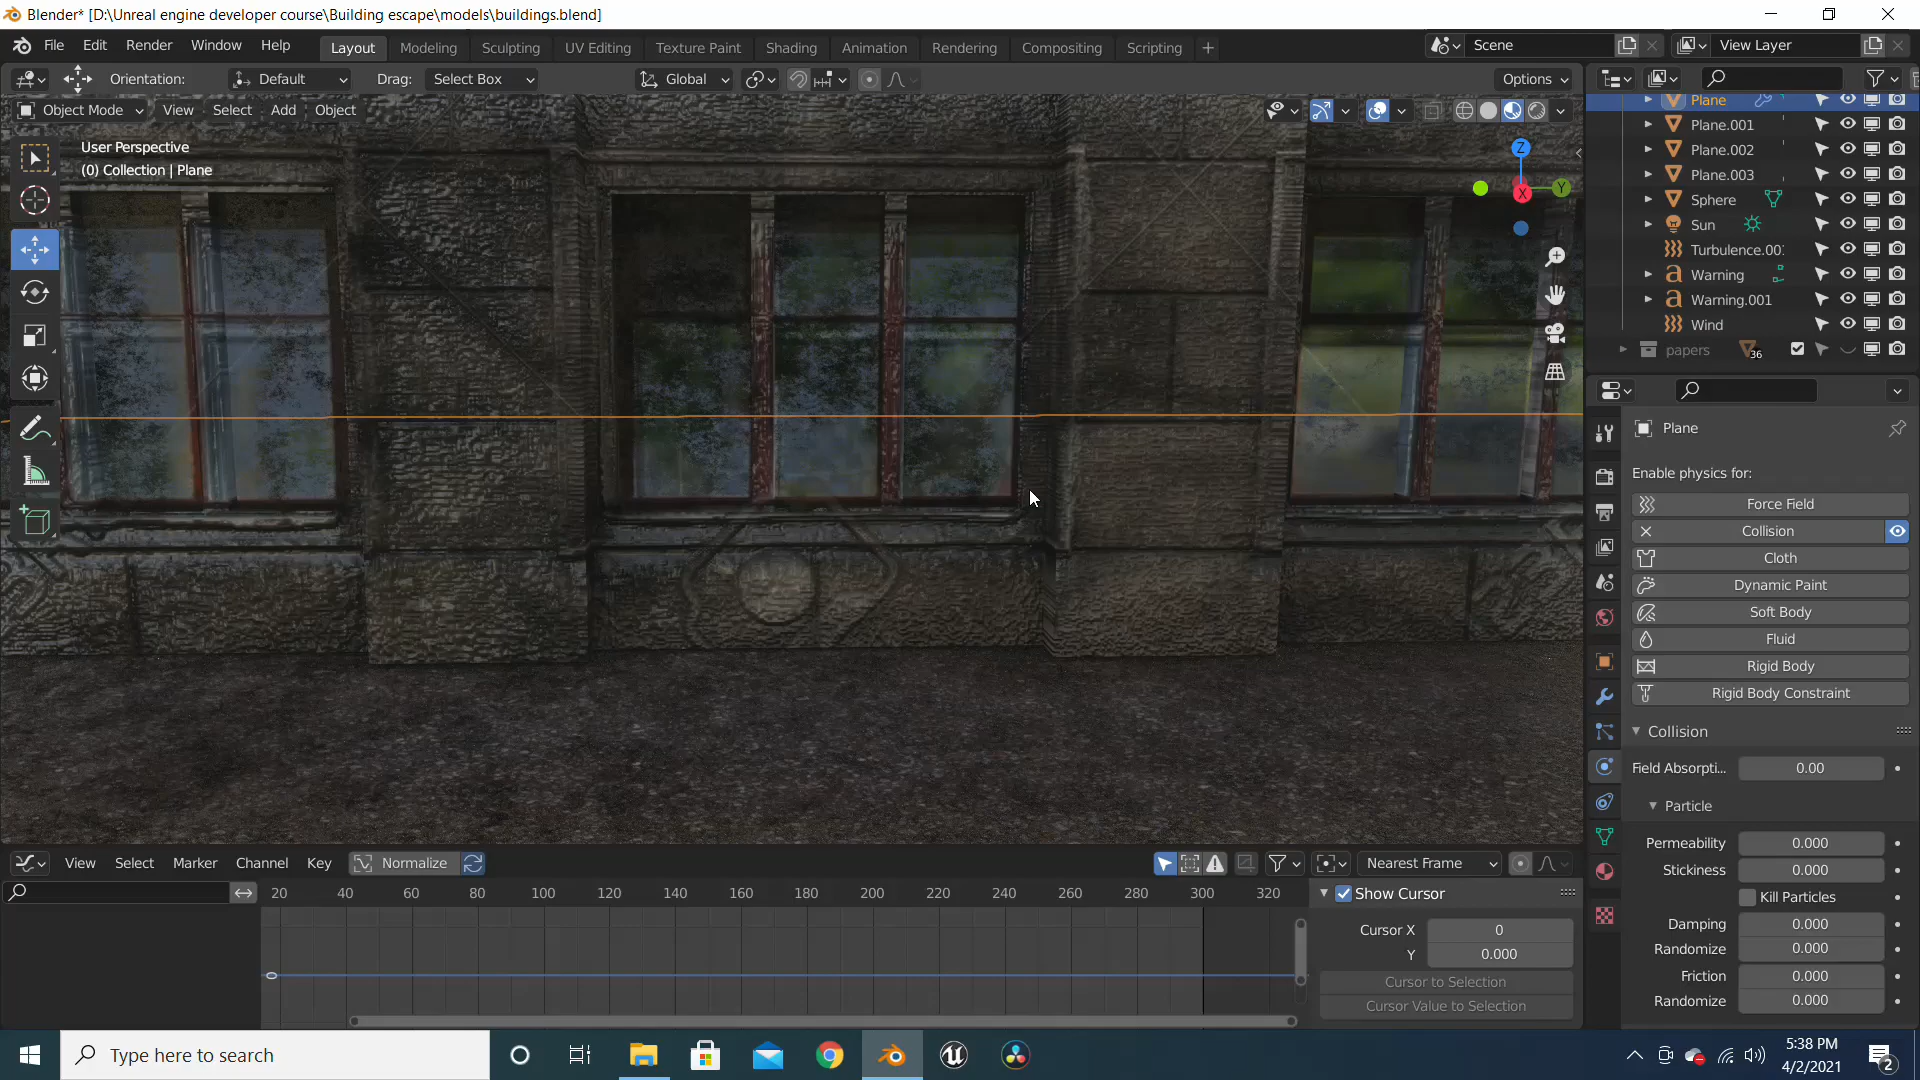 Blender* [D:\Unreal engine developer course\Building escape\models\buildings.blend]
File Edit Render Window Help Layout Modeling Sculpting UV Editing Texture Paint Shading Animation Rendering Compositing Scripting + Scene View Layer
Orientation: Default Drag: Select Box Global Options
Object Mode View Select Add Object
User Perspective
(0) Collection | Plane
Z
Y
X
Plane
Plane.001
Plane.002
Plane.003
Sphere
Sun
Turbulence.00
Warning
Warning.001
Wind
papers 36
Plane
Enable physics for:
Force Field
Collision
Cloth
Dynamic Paint
Soft Body
Fluid
Rigid Body
Rigid Body Constraint
Collision
Field Absorpti... 0.00
Particle
Permeability 0.000
Stickiness 0.000
Kill Particles
Damping 0.000
Randomize 0.000
Friction 0.000
Randomize 0.000
View Select Marker Channel Key Normalize Nearest Frame
20 40 60 80 100 120 140 160 180 200 220 240 260 280 300 320
Show Cursor
Cursor X 0
Y 0.000
Cursor to Selection
Cursor Value to Selection
Type here to search
5:38 PM
4/2/2021
2